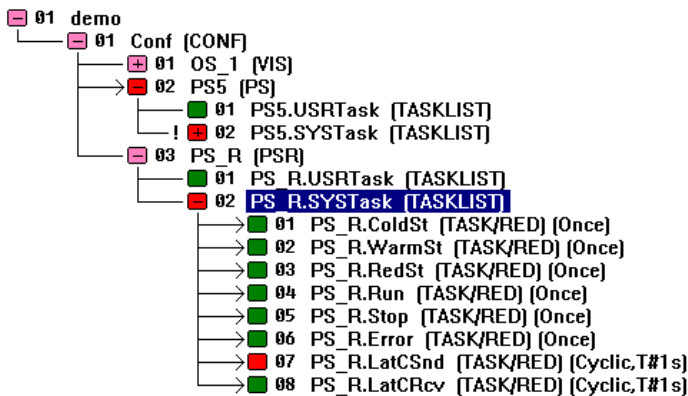 01 demo
01 Conf (CONF)
01 OS_1 (VIS)
02 PS5 (PS)
01 PS5.USRTask (TASKLIST)
! 02 PS5.SYSTask (TASKLIST)
03 PS_R (PSR)
01 PS_R.USRTask (TASKLIST)
02 PS_R.SYSTask (TASKLIST)
01 PS_R.ColdSt (TASK/RED) (Once)
02 PS_R.WarmSt (TASK/RED) (Once)
03 PS_R.RedSt (TASK/RED) (Once)
04 PS_R.Run (TASK/RED) (Once)
05 PS_R.Stop (TASK/RED) (Once)
06 PS_R.Error (TASK/RED) (Once)
07 PS_R.LatCSnd (TASK/RED) (Cyclic,T#1s)
08 PS_R.LatCRcv (TASK/RED) (Cyclic,T#1s)